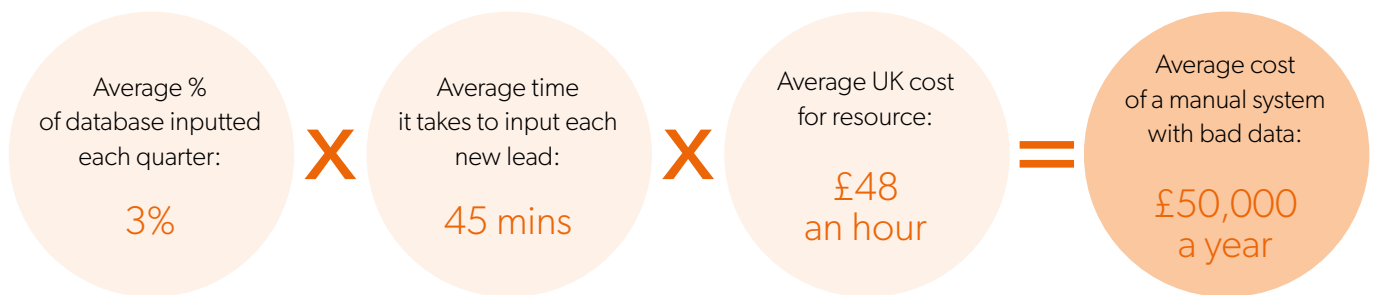 Average %
of database inputted
each quarter:
3%
X
Average time
it takes to input each
new lead:
45 mins
X
Average UK cost
for resource:
£48
an hour
=
Average cost
of a manual system
with bad data:
£50,000
a year